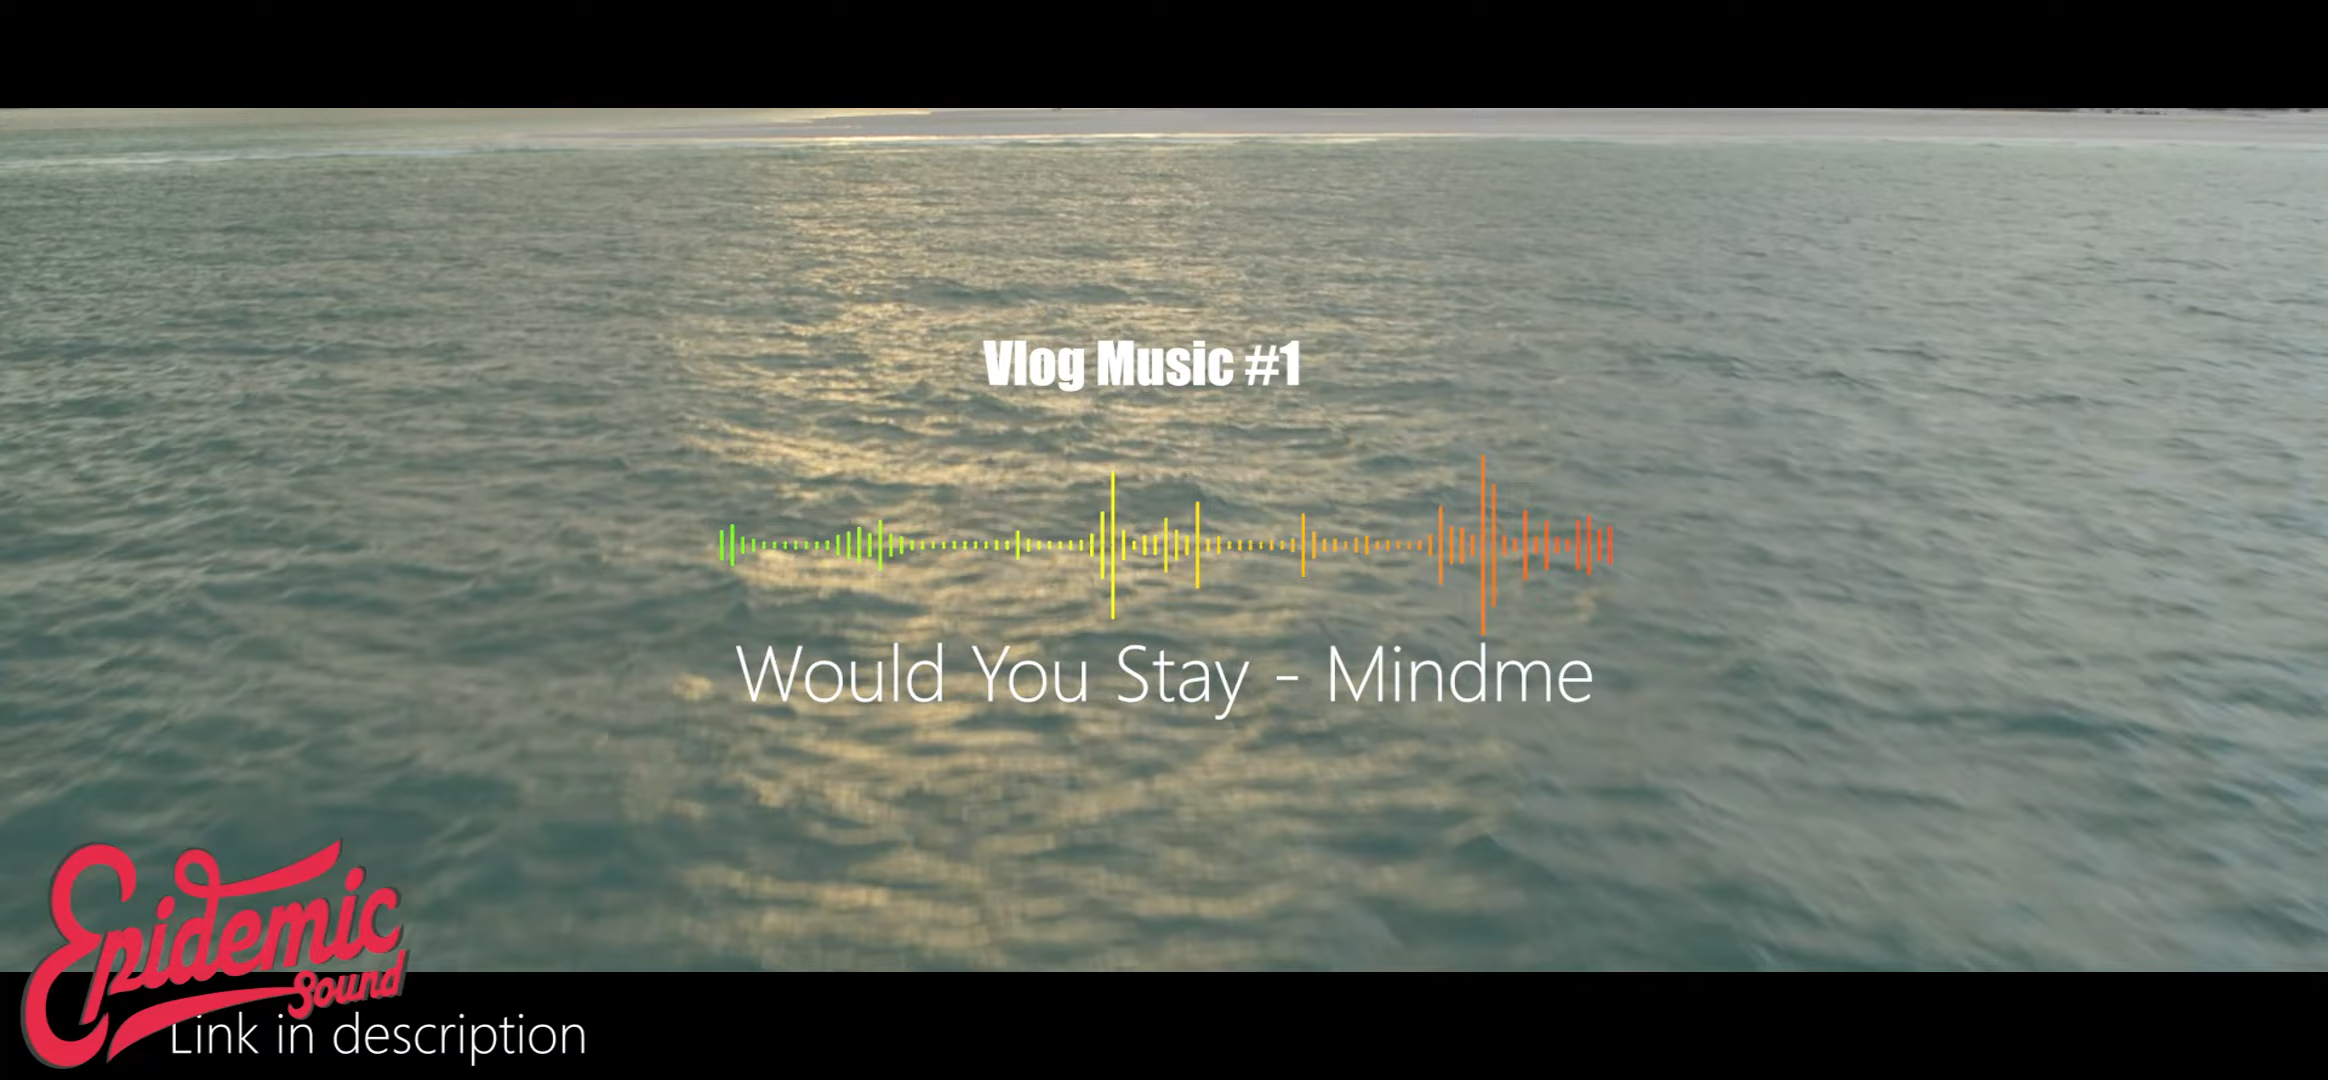 Vlog Music #1
Would You Stay - Mindme
Epidemic
Sound
Link in description